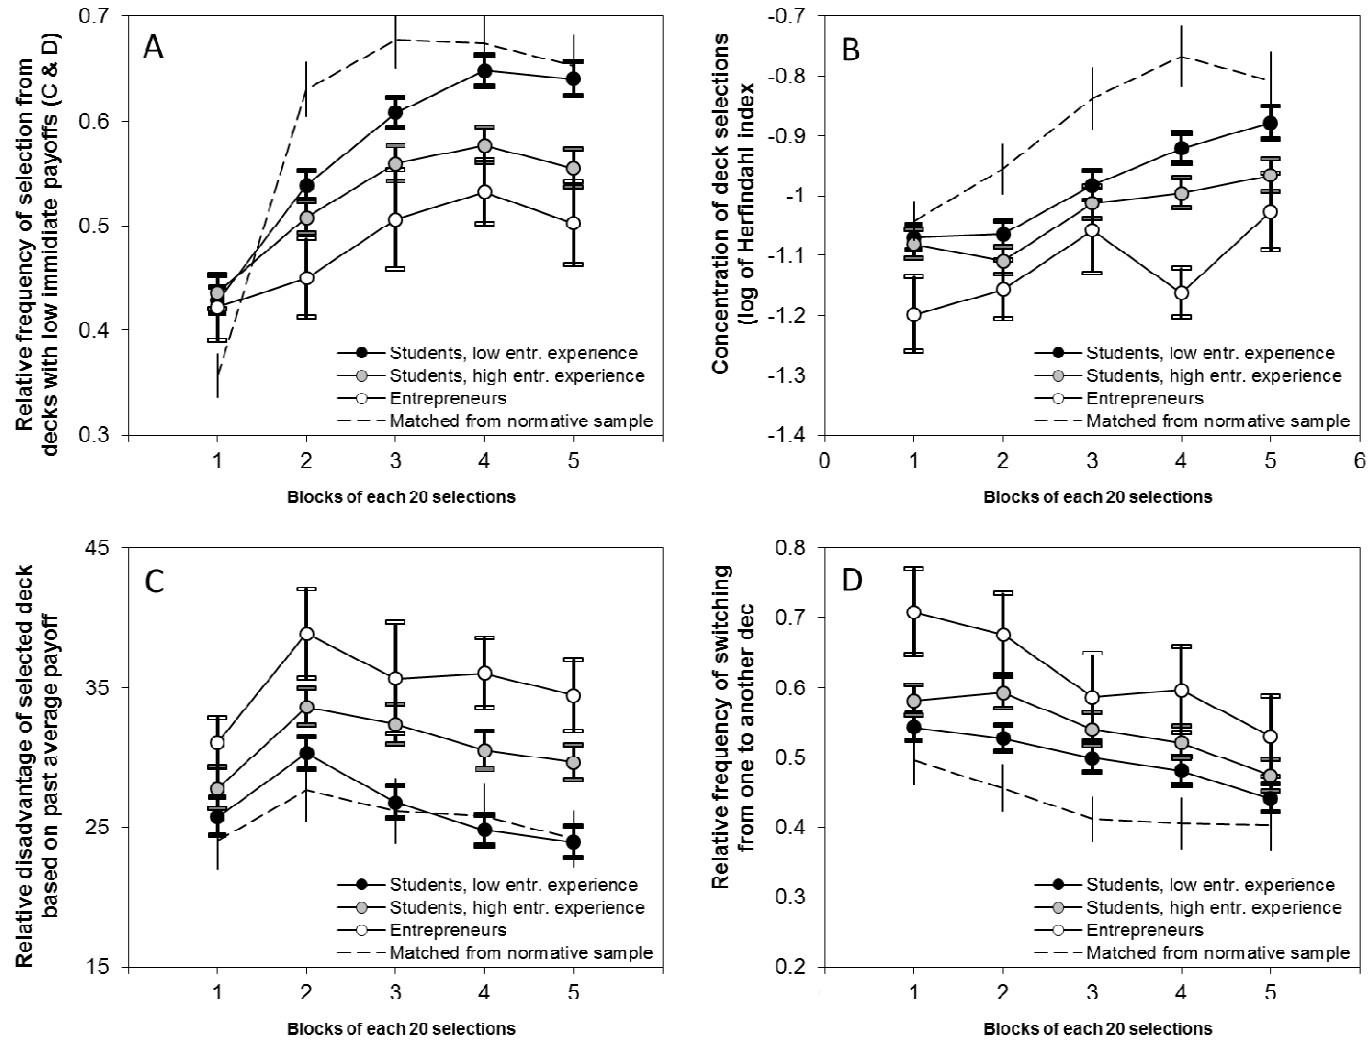 Relative frequency of selection from
decks with low immidiate payoffs (C & D)
A
0.7
0.6
0.5
0.4
0.3
Students, low entr. experience
Students, high entr. experience
Entrepreneurs
Matched from normative sample
1 2 3 4 5
Blocks of each 20 selections
Concentration of deck selections
(log of Herfindahl index
B
-0.7
-0.8
-0.9
-1
-1.1
-1.2
-1.3
-1.4
Students, low entr. experience
Students, high entr. experience
Entrepreneurs
Matched from normative sample
0 1 2 3 4 5 6
Blocks of each 20 selections
Relative disadvantage of selected deck
based on past average payoff
C
45
35
25
15
Students, low entr. experience
Students, high entr. experience
Entrepreneurs
Matched from normative sample
1 2 3 4 5
Blocks of each 20 selections
Relative frequency of switching
from one to another dec
D
0.8
0.7
0.6
0.5
0.4
0.3
0.2
Students, low entr. experience
Students, high entr. experience
Entrepreneurs
Matched from normative sample
1 2 3 4 5
Blocks of each 20 selections